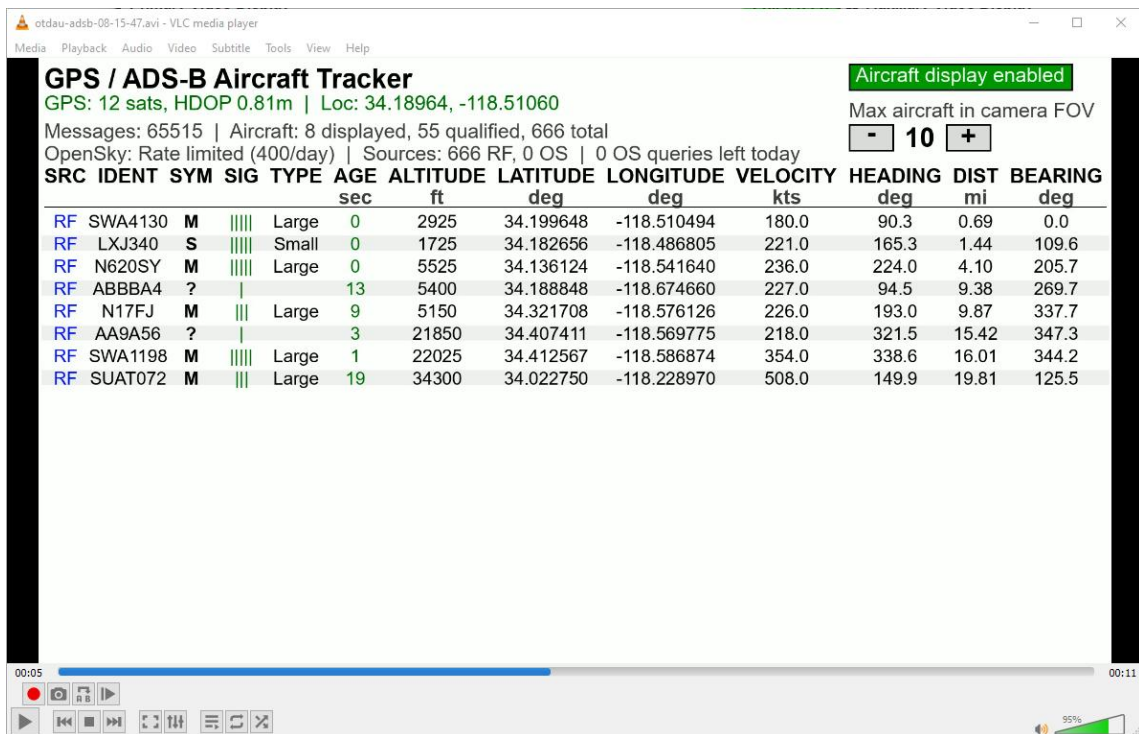 otdau-adsb-08-15-47.avi - VLC media player
Media Playback Audio Video Subtitle Tools View Help
GPS / ADS-B Aircraft Tracker
Aircraft display enabled
GPS: 12 sats, HDOP 0.81m | Loc: 34.18964, -118.51060
Max aircraft in camera FOV
- 10 +
Messages: 65515 | Aircraft: 8 displayed, 55 qualified, 666 total
OpenSky: Rate limited (400/day) | Sources: 666 RF, 0 OS | 0 OS queries left today
SRC IDENT SYM SIG TYPE AGE ALTITUDE LATITUDE LONGITUDE VELOCITY HEADING DIST BEARING
sec ft deg deg kts deg mi deg
RF SWA4130 M ||||| Large 0 2925 34.199648 -118.510494 180.0 90.3 0.69 0.0
RF LXJ340 S ||||| Small 0 1725 34.182656 -118.486805 221.0 165.3 1.44 109.6
RF N620SY M ||||| Large 0 5525 34.136124 -118.541640 236.0 224.0 4.10 205.7
RF ABBBA4 ? | 13 5400 34.188848 -118.674660 227.0 94.5 9.38 269.7
RF N17FJ M ||| Large 9 5150 34.321708 -118.576126 226.0 193.0 9.87 337.7
RF AA9A56 ? | 3 21850 34.407411 -118.569775 218.0 321.5 15.42 347.3
RF SWA1198 M ||||| Large 1 22025 34.412567 -118.586874 354.0 338.6 16.01 344.2
RF SUAT072 M ||| Large 19 34300 34.022750 -118.228970 508.0 149.9 19.81 125.5
00:05 00:11
95%